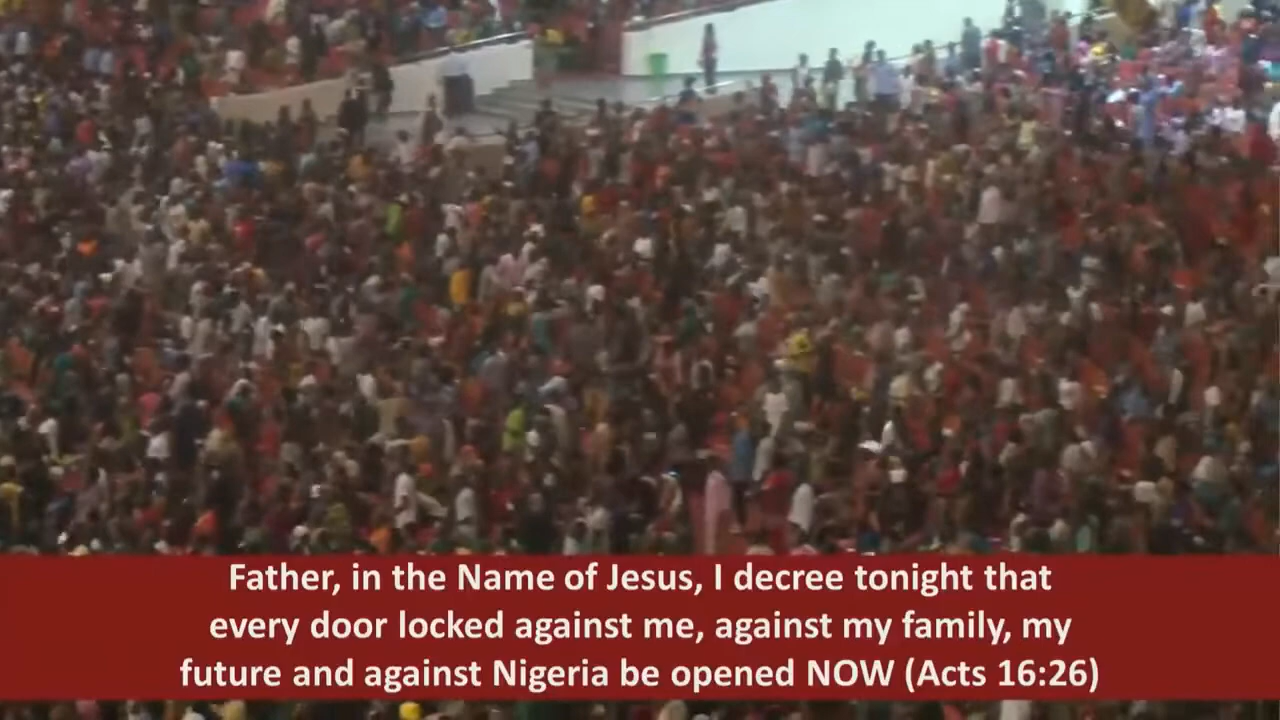 Father, in the Name of Jesus, I decree tonight that
every door locked against me, against my family, my
future and against Nigeria be opened NOW (Acts 16:26)